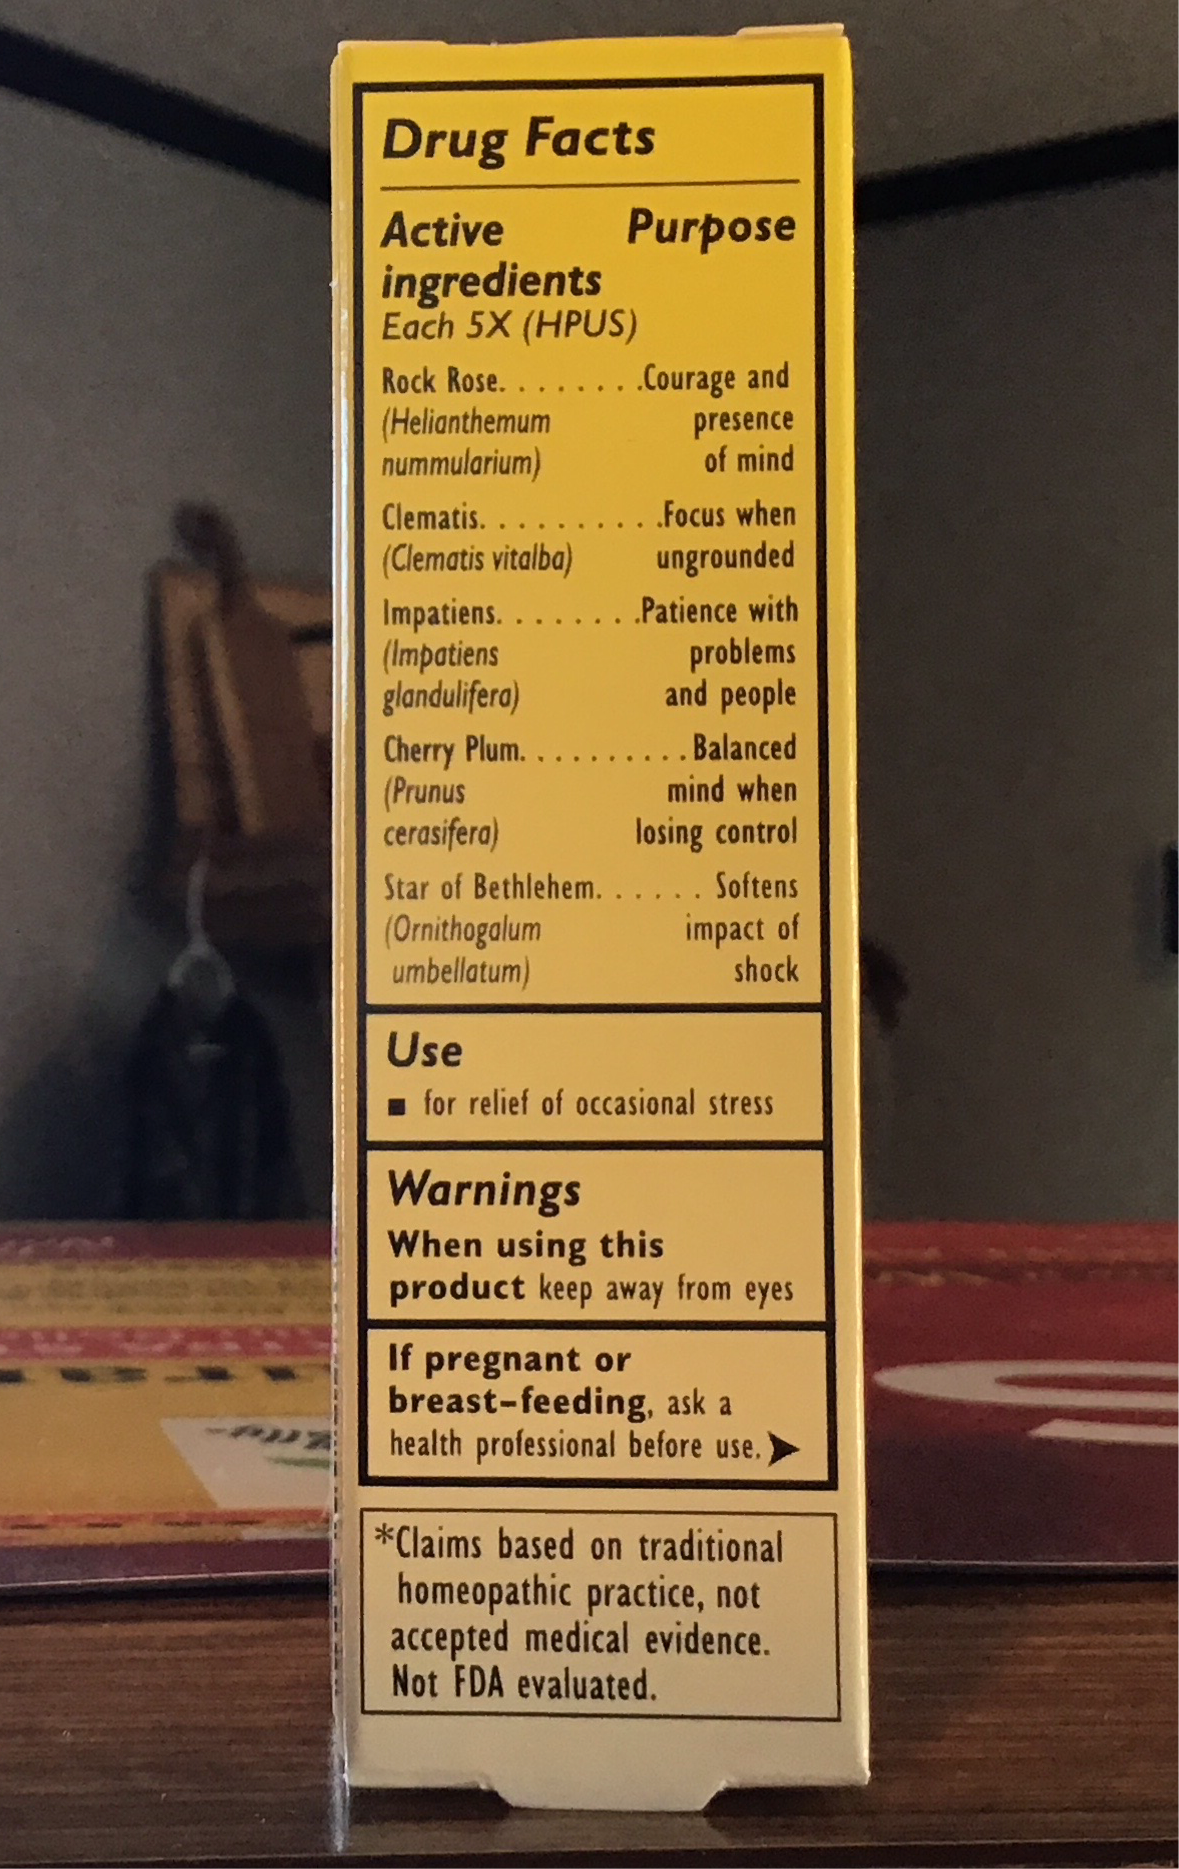 Drug Facts
Active Purpose
ingredients
Each 5X (HPUS)
Rock Rose. . . . . . . .Courage and
(Helianthemum presence
nummularium) of mind
Clematis. . . . . . . . . .Focus when
(Clematis vitalba) ungrounded
Impatiens. . . . . . . .Patience with
(Impatiens problems
glandulifera) and people
Cherry Plum. . . . . . . . . . Balanced
(Prunus mind when
cerasifera) losing control
Star of Bethlehem. . . . . . Softens
(Ornithogalum impact of
umbellatum) shock
Use
■ for relief of occasional stress
Warnings
When using this
product keep away from eyes
If pregnant or
breast-feeding, ask a
health professional before use.➤
*Claims based on traditional
homeopathic practice, not
accepted medical evidence.
Not FDA evaluated.